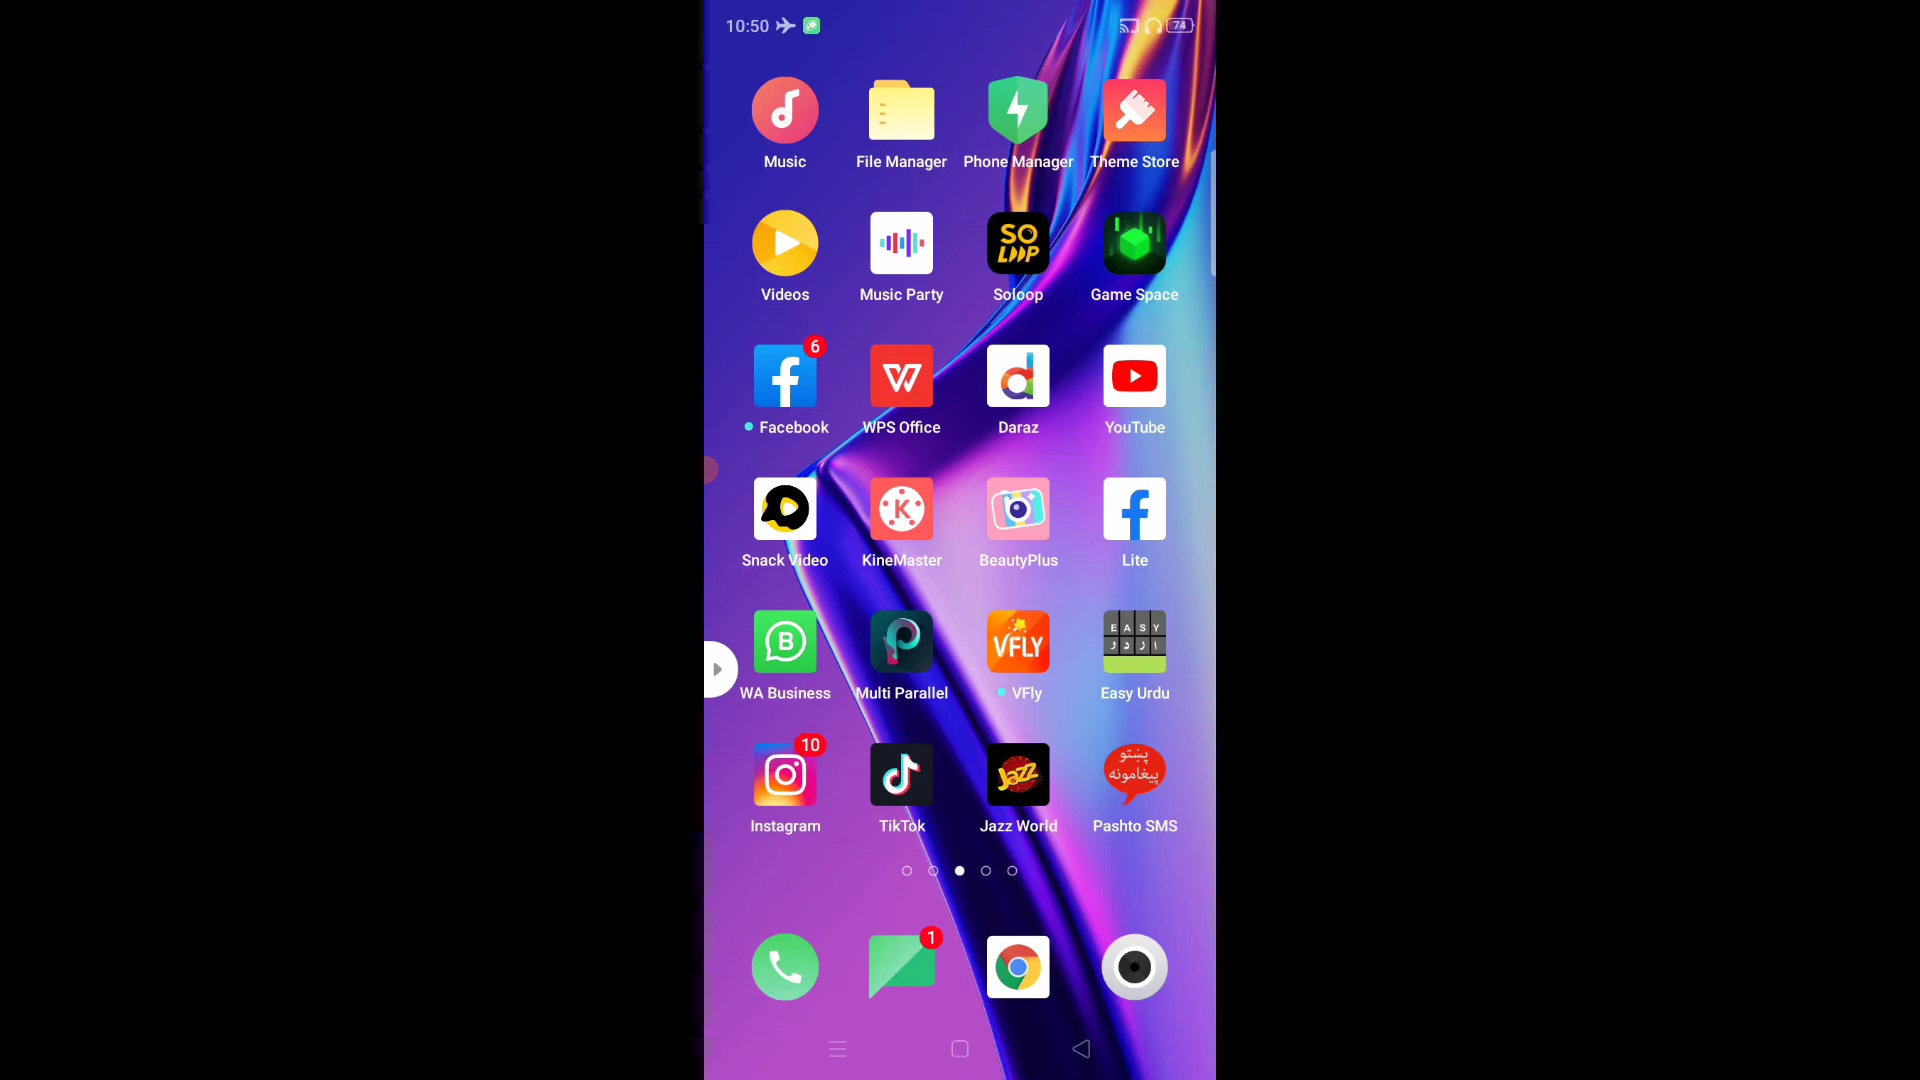 10:50
74
Music
File Manager
Phone Manager
Theme Store
SO
LOOP
Videos
Music Party
Soloop
Game Space
6
Facebook
WPS Office
Daraz
YouTube
K
Snack Video
KineMaster
BeautyPlus
Lite
B
VFLY
EASY
اردو
WA Business
Multi Parallel
VFly
Easy Urdu
10
Jazz
پښتو
پیغامونه
Instagram
TikTok
Jazz World
Pashto SMS
1